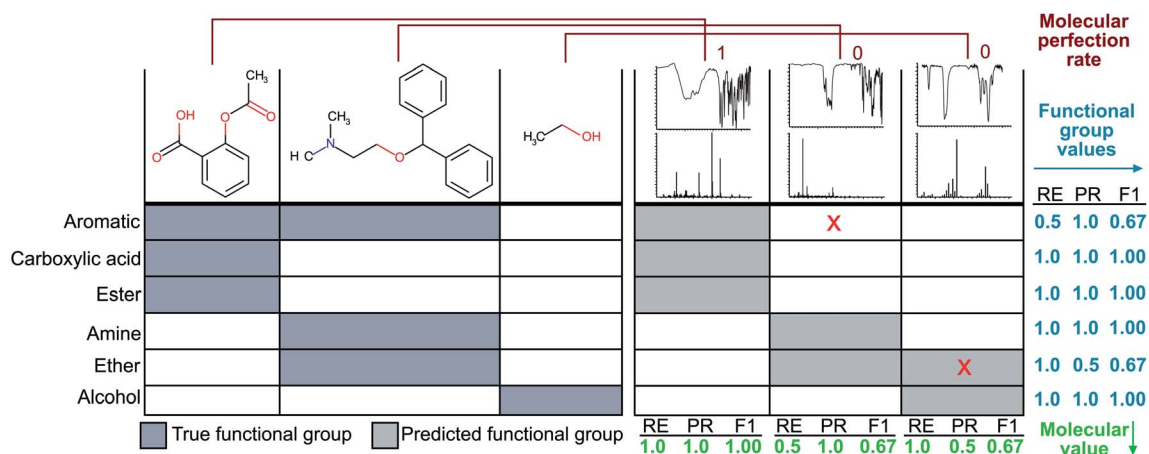 Molecular
perfection
rate
1
0
0
CH₃
OH
O
O
O
CH₃
N
H C
O
H₃C
OH
Functional
group
values
RE PR F1
Aromatic
X
0.5 1.0 0.67
Carboxylic acid
1.0 1.0 1.00
Ester
1.0 1.0 1.00
Amine
1.0 1.0 1.00
Ether
X
1.0 0.5 0.67
Alcohol
1.0 1.0 1.00
True functional group
Predicted functional group
RE PR F1 RE PR F1 RE PR F1
1.0 1.0 1.00 0.5 1.0 0.67 1.0 0.5 0.67
Molecular
value